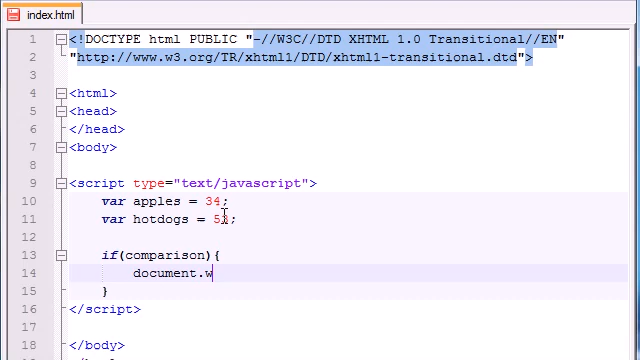 index.html
1 <!DOCTYPE html PUBLIC "-//W3C//DTD XHTML 1.0 Transitional//EN"
2 "http://www.w3.org/TR/xhtml1/DTD/xhtml1-transitional.dtd">
3
4 <html>
5 <head>
6 </head>
7 <body>
8
9 <script type="text/javascript">
10 var apples = 34;
11 var hotdogs =
12
13 if(comparison){
14 document.w
15 }
16 </script>
17
18 </body>